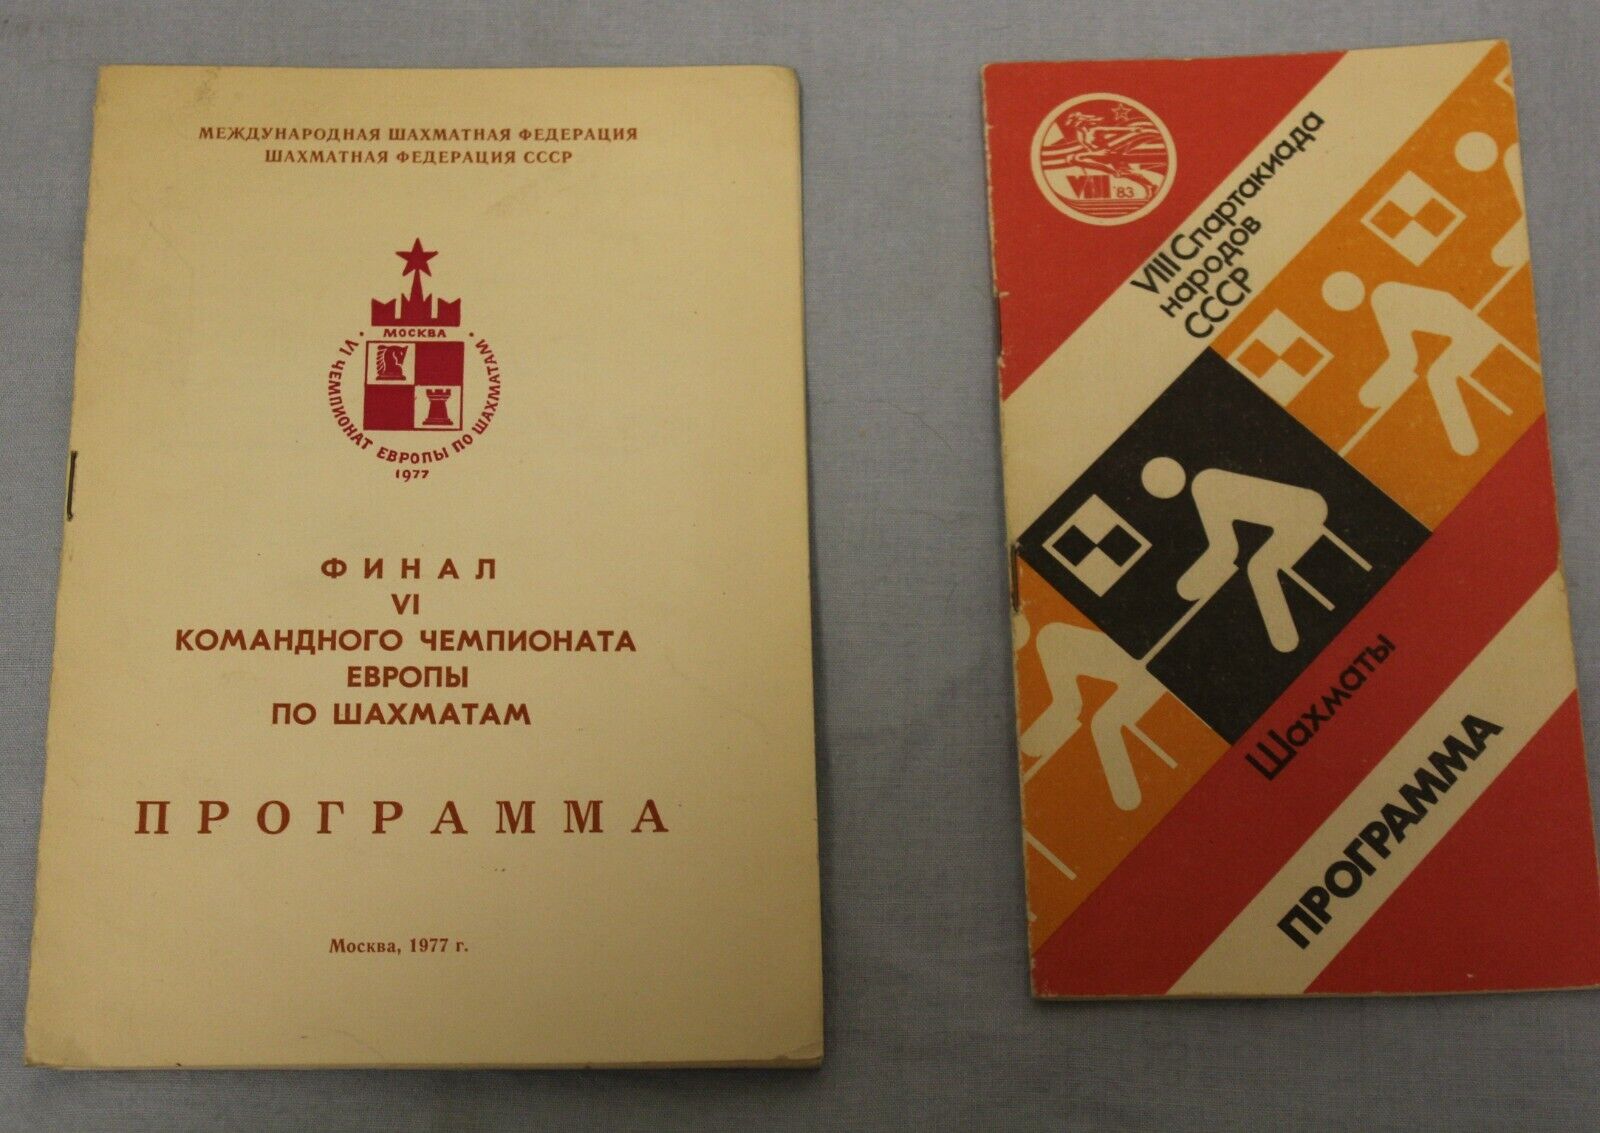 МЕЖДУНАРОДНАЯ ШАХМАТНАЯ ФЕДЕРАЦИЯ
ШАХМАТНАЯ ФЕДЕРАЦИЯ СССР
МОСКВА
• VI ЧЕМПИОНАТ ЕВРОПЫ ПО ШАХМАТАМ •
1977
ФИНАЛ
VI
КОМАНДНОГО ЧЕМПИОНАТА
ЕВРОПЫ
ПО ШАХМАТАМ
ПРОГРАММА
Москва, 1977 г.
VIII '83
VIII Спартакиада
народов
СССР
Шахматы
ПРОГРАММА